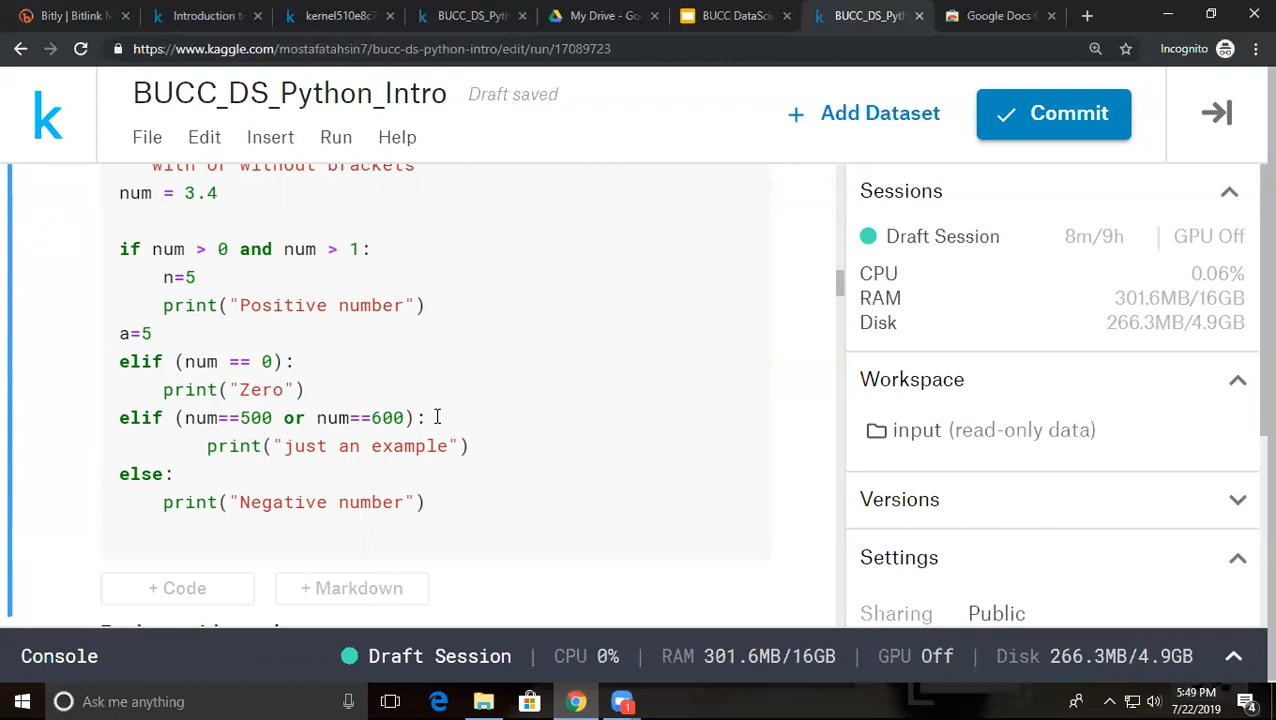 Bitly | Bitlink M
Introduction t
kernel510e8c7
BUCC_DS_Pyth
My Drive - Go
BUCC DataScie
BUCC_DS_Pyth
Google Docs O
https://www.kaggle.com/mostafatahsin7/bucc-ds-python-intro/edit/run/17089723
Incognito
k
BUCC_DS_Python_Intro
Draft saved
File Edit Insert Run Help
+ Add Dataset
Commit
with or without brackets
num = 3.4
if num > 0 and num > 1:
n=5
print("Positive number")
a=5
elif (num == 0):
print("Zero")
elif (num==500 or num==600):
print("just an example")
else:
print("Negative number")
+ Code + Markdown
Sessions
Draft Session 8m/9h GPU Off
CPU 0.06%
RAM 301.6MB/16GB
Disk 266.3MB/4.9GB
Workspace
input (read-only data)
Versions
Settings
Sharing Public
Console Draft Session | CPU 0% | RAM 301.6MB/16GB | GPU Off | Disk 266.3MB/4.9GB
Ask me anything
1
5:49 PM
7/22/2019
4